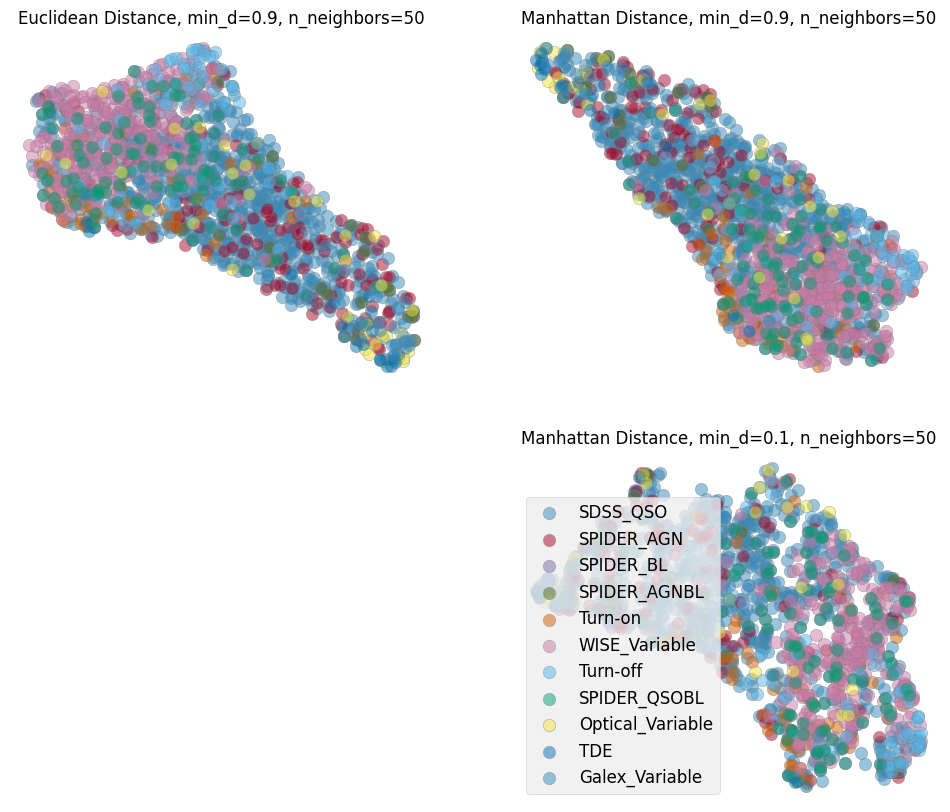 Euclidean Distance, min_d=0.9, n_neighbors=50
Manhattan Distance, min_d=0.9, n_neighbors=50
Manhattan Distance, min_d=0.1, n_neighbors=50
SDSS_QSO
SPIDER_AGN
SPIDER_BL
SPIDER_AGNBL
Turn-on
WISE_Variable
Turn-off
SPIDER_QSOBL
Optical_Variable
TDE
Galex_Variable